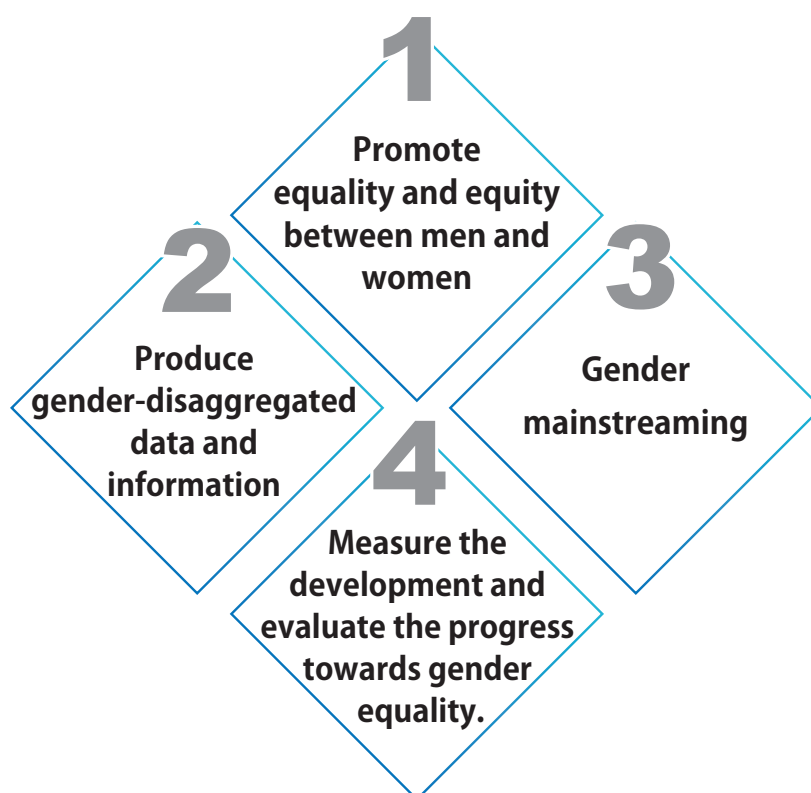 1
Promote
equality and equity
between men and
women
2
Produce
gender-disaggregated
data and
information
3
Gender
mainstreaming
4
Measure the
development and
evaluate the progress
towards gender
equality.